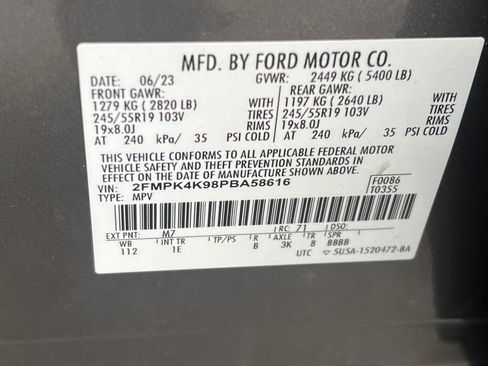 MFD. BY FORD MOTOR CO.
DATE: 06/23 GVWR: 2449 KG ( 5400 LB)
FRONT GAWR: REAR GAWR:
1279 KG ( 2820 LB) 1197 KG ( 2640 LB)
245/55R19 103V TIRES 245/55R19 103V TIRES
19x8.0J RIMS 19x8.0J RIMS
AT 240 kPa/ 35 PSI COLD AT 240 kPa/ 35 PSI COLD
THIS VEHICLE CONFORMS TO ALL APPLICABLE FEDERAL MOTOR
VEHICLE SAFETY AND THEFT PREVENTION STANDARDS IN
EFFECT ON THE DATE OF MANUFACTURE SHOWN ABOVE.
VIN: 2FMPK4K98PBA58616 F0086
TYPE: MPV T0355
EXT PNT: M7 RC: 71 DSO:
WB INT TR TP/PS R AXLE TR SPR
112 1E B 3K 8 BBBB
UTC 5U5A-1520472-BA